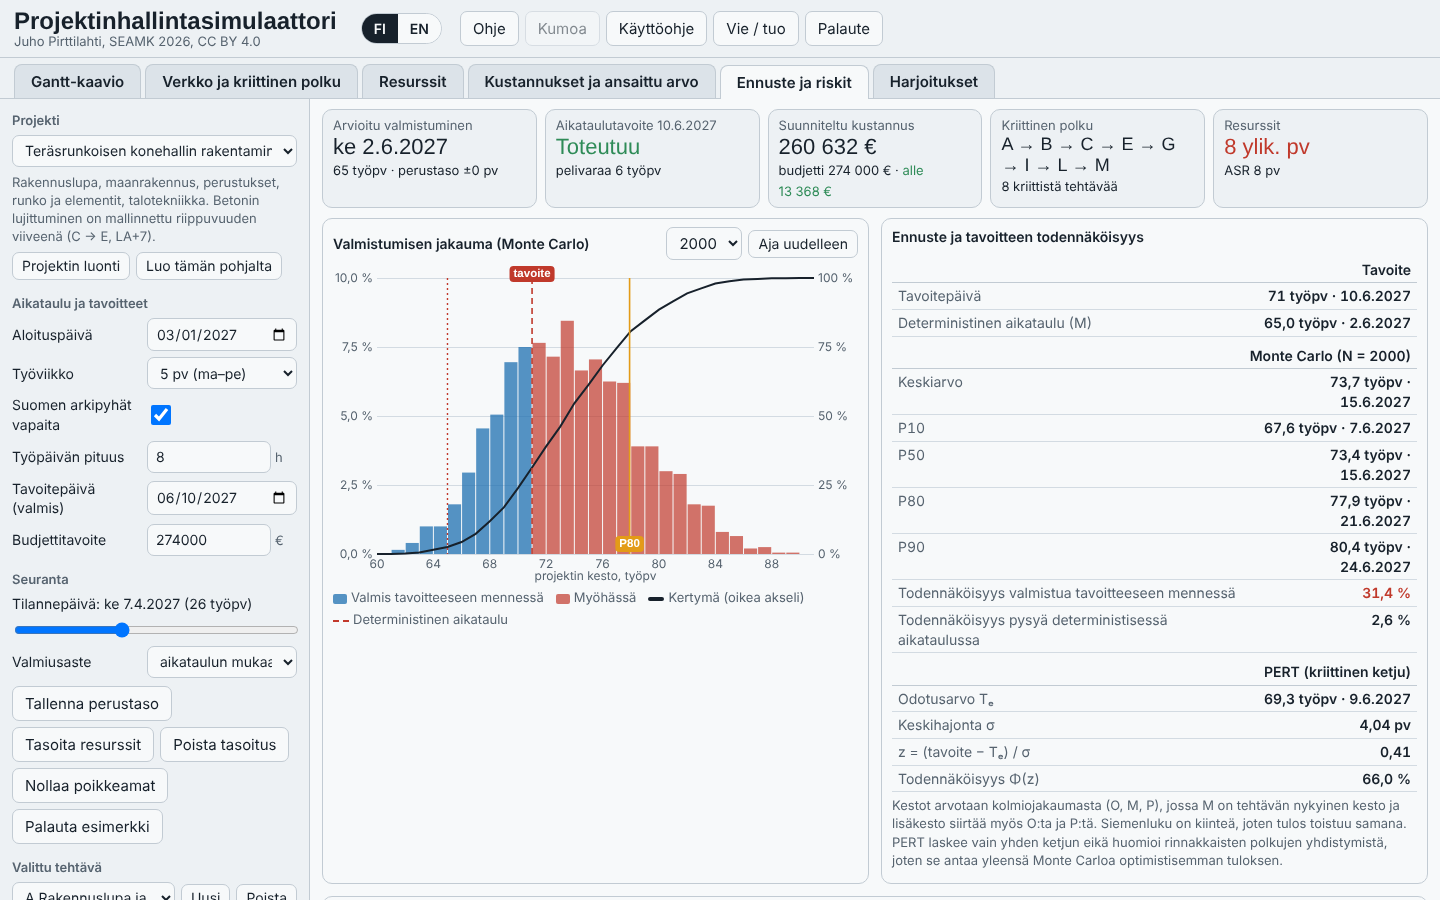 Projektinhallintasimulaattori
Juho Pirttilahti, SEAMK 2026, CC BY 4.0
FI EN Ohje Kumoa Käyttöohje Vie / tuo Palaute
Gantt-kaavio Verkko ja kriittinen polku Resurssit Kustannukset ja ansaittu arvo Ennuste ja riskit Harjoitukset
Projekti
Teräsrunkoisen konehallin rakentamin
Rakennuslupa, maanrakennus, perustukset,
runko ja elementit, talotekniikka. Betonin
lujittuminen on mallinnettu riippuvuuden
viiveenä (C → E, LA+7).
Projektin luonti Luo tämän pohjalta
Aikataulu ja tavoitteet
Aloituspäivä 03/01/2027
Työviikko 5 pv (ma–pe)
Suomen arkipyhät
vapaita
Työpäivän pituus 8 h
Tavoitepäivä
(valmis) 06/10/2027
Budjettitavoite 274000 €
Seuranta
Tilannepäivä: ke 7.4.2027 (26 työpv)
Valmiusaste aikataulun mukaa
Tallenna perustaso
Tasoita resurssit Poista tasoitus
Nollaa poikkeamat
Palauta esimerkki
Valittu tehtävä
A Rakennuslupa ja Uusi Poista
Arvioitu valmistuminen
ke 2.6.2027
65 työpv · perustaso ±0 pv
Aikataulutavoite 10.6.2027
Toteutuu
pelivaraa 6 työpv
Suunniteltu kustannus
260 632 €
budjetti 274 000 € · alle
13 368 €
Kriittinen polku
A → B → C → E → G
→ I → L → M
8 kriittistä tehtävää
Resurssit
8 ylik. pv
ASR 8 pv
Valmistumisen jakauma (Monte Carlo) 2000 Aja uudelleen
tavoite
10,0 % 100 %
7,5 % 75 %
5,0 % 50 %
2,5 % 25 %
P80
0,0 % 0 %
60 64 68 72 76 80 84 88
projektin kesto, työpv
Valmis tavoitteeseen mennessä Myöhässä Kertymä (oikea akseli)
Deterministinen aikataulu
Ennuste ja tavoitteen todennäköisyys
Tavoite
Tavoitepäivä 71 työpv · 10.6.2027
Deterministinen aikataulu (M) 65,0 työpv · 2.6.2027
Monte Carlo (N = 2000)
Keskiarvo 73,7 työpv ·
15.6.2027
P10 67,6 työpv · 7.6.2027
P50 73,4 työpv ·
15.6.2027
P80 77,9 työpv ·
21.6.2027
P90 80,4 työpv ·
24.6.2027
Todennäköisyys valmistua tavoitteeseen mennessä 31,4 %
Todennäköisyys pysyä deterministisessä
aikataulussa 2,6 %
PERT (kriittinen ketju)
Odotusarvo Tₑ 69,3 työpv · 9.6.2027
Keskihajonta σ 4,04 pv
z = (tavoite − Tₑ) / σ 0,41
Todennäköisyys Φ(z) 66,0 %
Kestot arvotaan kolmiojakaumasta (O, M, P), jossa M on tehtävän nykyinen kesto ja
lisäkesto siirtää myös O:ta ja P:tä. Siemenluku on kiinteä, joten tulos toistuu samana.
PERT laskee vain yhden ketjun eikä huomioi rinnakkaisten polkujen yhdistymistä,
joten se antaa yleensä Monte Carloa optimistisemman tuloksen.